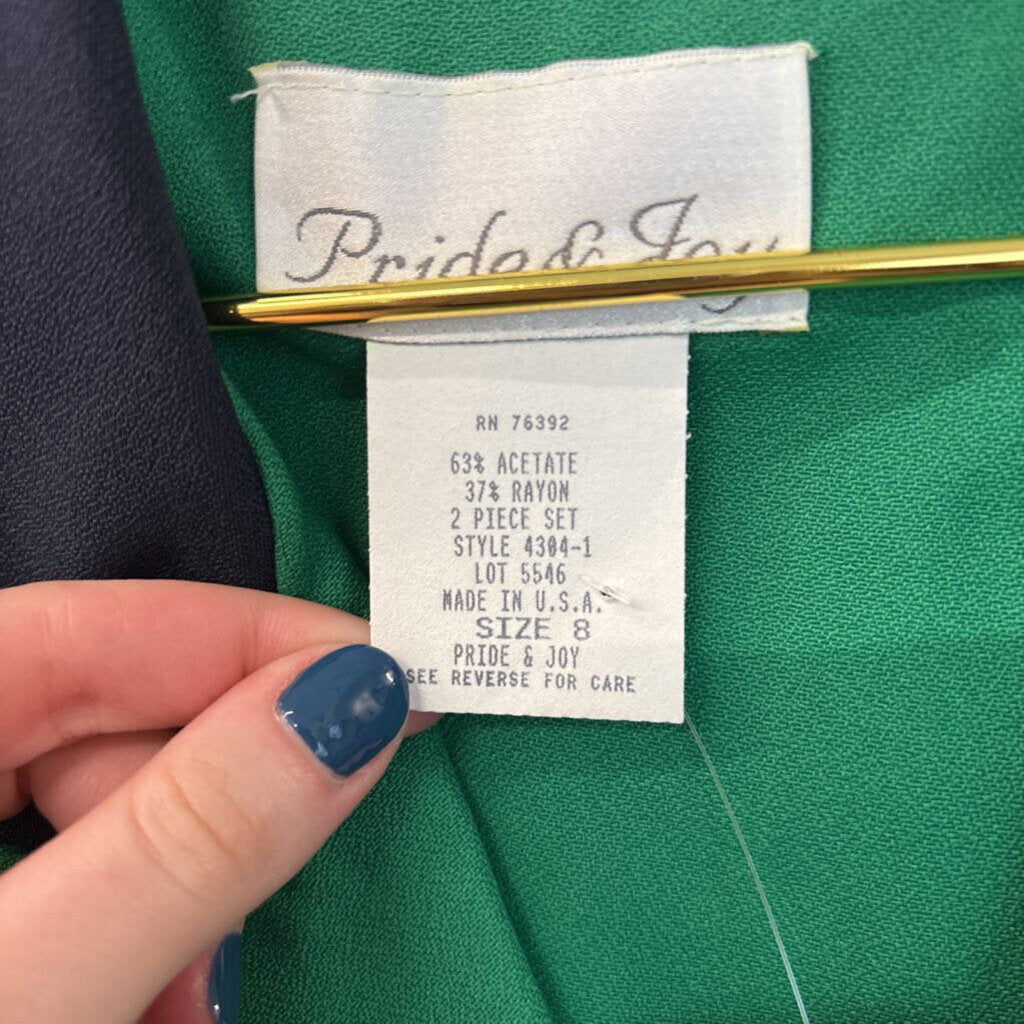 Pride & Joy
RN 76392
63% ACETATE
37% RAYON
2 PIECE SET
STYLE 4304-1
LOT 5546
MADE IN U.S.A.
SIZE 8
PRIDE & JOY
SEE REVERSE FOR CARE